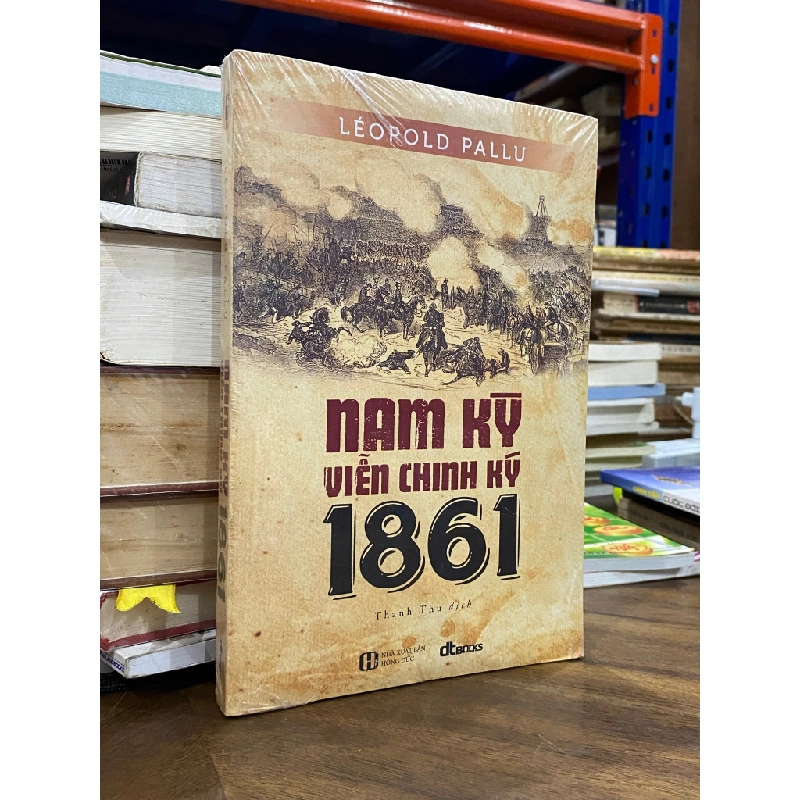 LÉOPOLD PALLU
NAM KỲ
VIỄN CHINH KÝ
1861
Thanh Thư dịch
NHÀ XUẤT BẢN
HỒNG ĐỨC
dtBOOKS